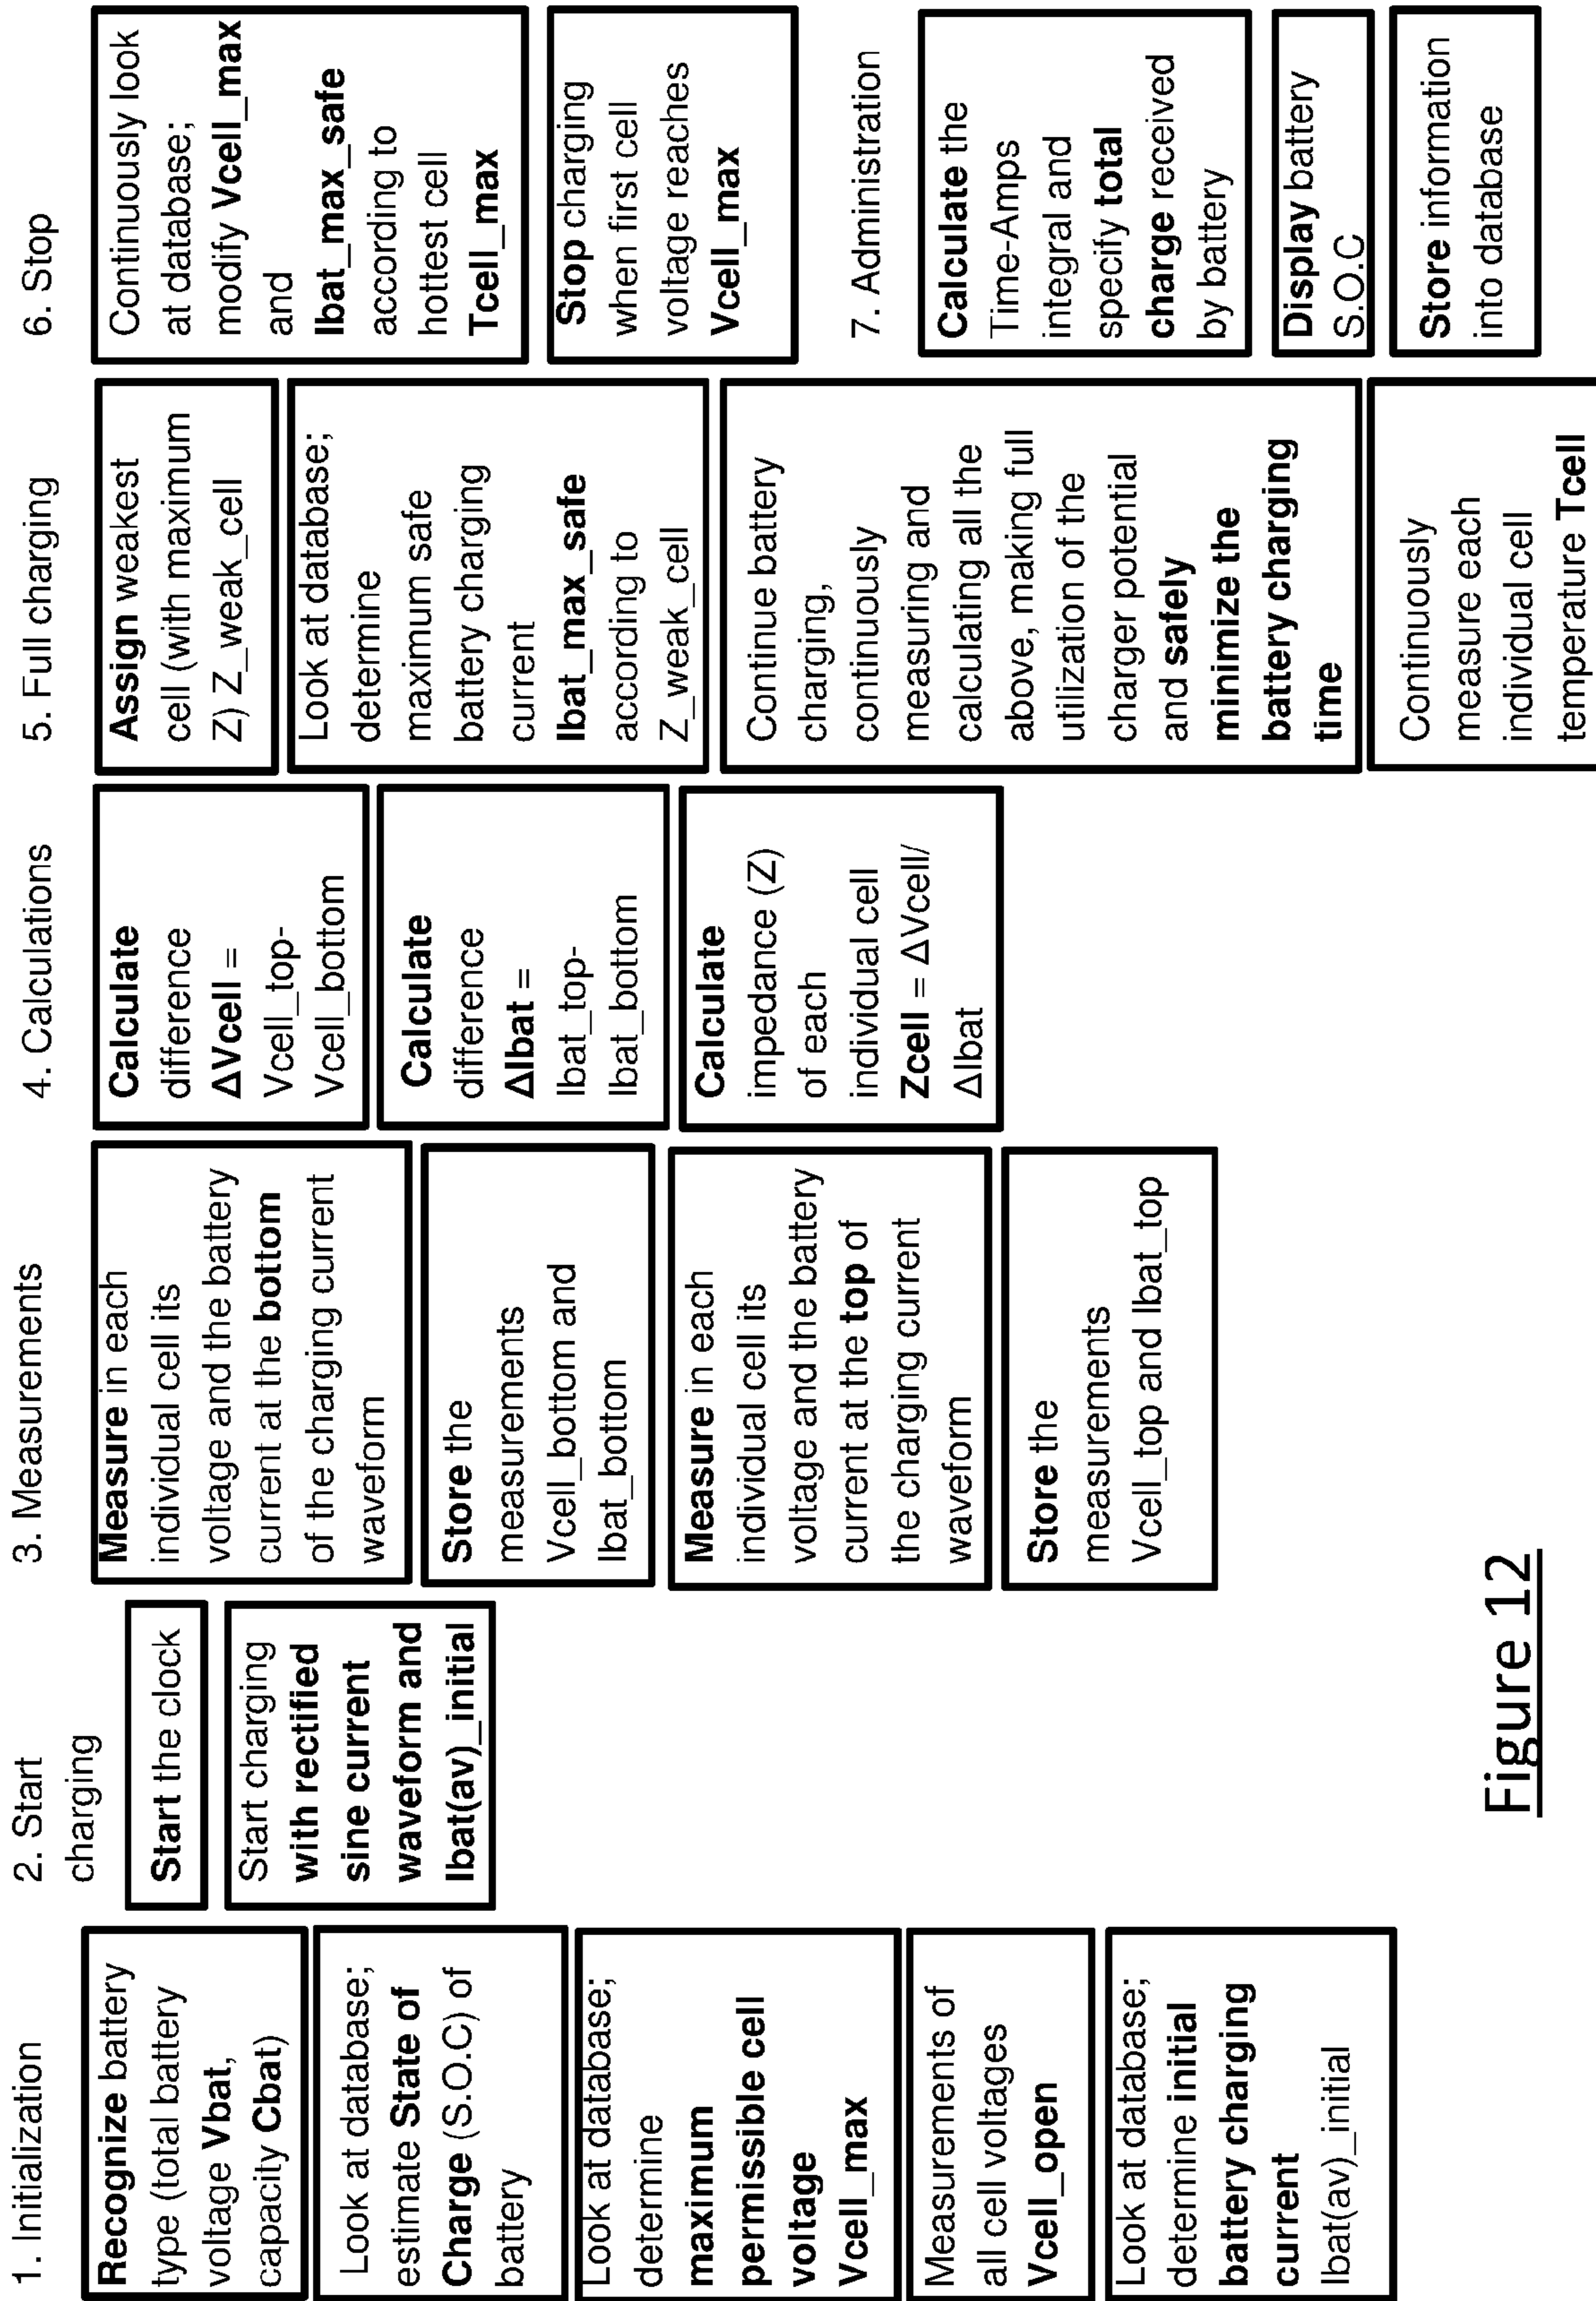 1. Initialization
Recognize battery
type (total battery
voltage Vbat,
capacity Cbat)
Look at database;
estimate State of
Charge (S.O.C) of
battery
Look at database;
determine
maximum
permissible cell
voltage
Vcell_max
Measurements of
all cell voltages
Vcell_open
Look at database;
determine initial
battery charging
current
Ibat(av)_initial
2. Start
charging
Start the clock
Start charging
with rectified
sine current
waveform and
Ibat(av)_initial
3. Measurements
Measure in each
individual cell its
voltage and the battery
current at the bottom
of the charging current
waveform
Store the
measurements
Vcell_bottom and
Ibat_bottom
Measure in each
individual cell its
voltage and the battery
current at the top of
the charging current
waveform
Store the
measurements
Vcell_top and Ibat_top
4. Calculations
Calculate
difference
ΔVcell =
Vcell_top-
Vcell_bottom
Calculate
difference
ΔIbat =
Ibat_top-
Ibat_bottom
Calculate
impedance (Z)
of each
individual cell
Zcell = ΔVcell/
ΔIbat
5. Full charging
Assign weakest
cell (with maximum
Z) Z_weak_cell
Look at database;
determine
maximum safe
battery charging
current
Ibat_max_safe
according to
Z_weak_cell
Continue battery
charging,
continuously
measuring and
calculating all the
above, making full
utilization of the
charger potential
and safely
minimize the
battery charging
time
Continuously
measure each
individual cell
temperature Tcell
6. Stop
Continuously look
at database;
modify Vcell_max
and
Ibat_max_safe
according to
hottest cell
Tcell_max
Stop charging
when first cell
voltage reaches
Vcell_max
7. Administration
Calculate the
Time-Amps
integral and
specify total
charge received
by battery
Display battery
S.O.C
Store information
into database
Figure 12